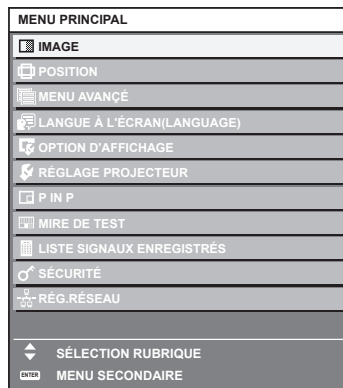 MENU PRINCIPAL
IMAGE
POSITION
MENU AVANÇÉ
LANGUE À L'ÉCRAN(LANGUAGE)
OPTION D'AFFICHAGE
RÉGLAGE PROJECTEUR
P IN P
MIRE DE TEST
LISTE SIGNAUX ENREGISTRÉS
SÉCURITÉ
RÉG.RÉSEAU
SÉLECTION RUBRIQUE
ENTER MENU SECONDAIRE